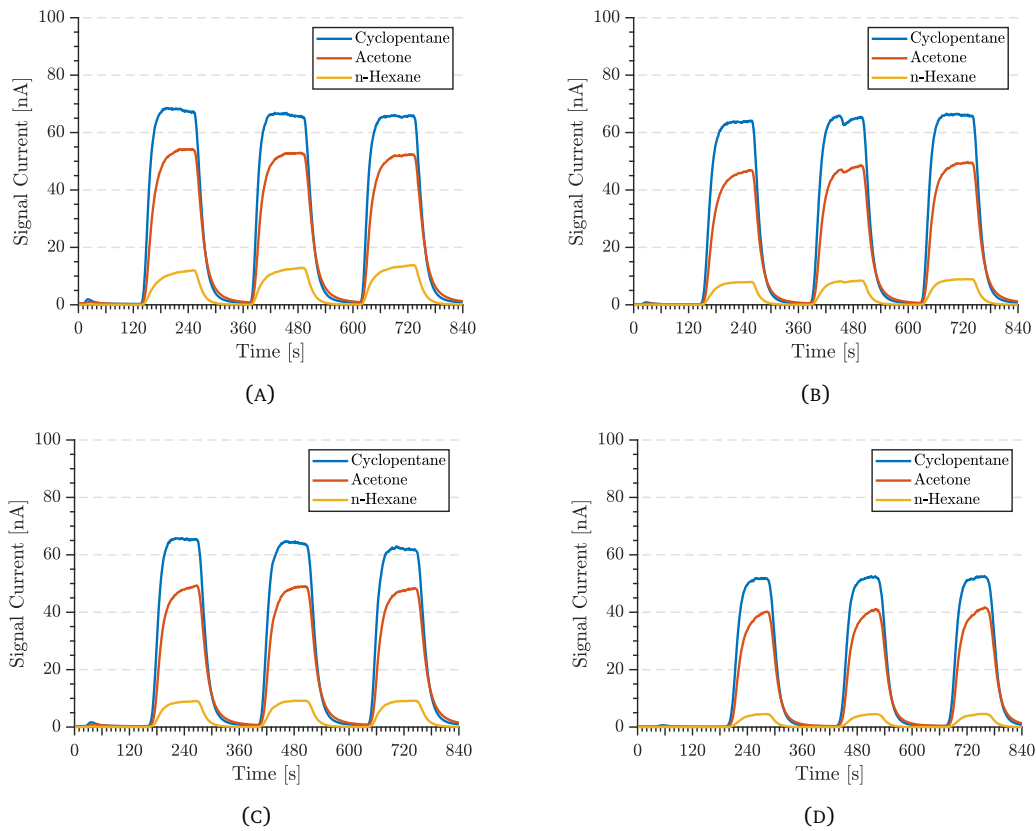 100
80
60
40
20
0
Signal Current [nA]
0 120 240 360 480 600 720 840
Time [s]
Cyclopentane
Acetone
n-Hexane
(A)
100
80
60
40
20
0
Signal Current [nA]
0 120 240 360 480 600 720 840
Time [s]
Cyclopentane
Acetone
n-Hexane
(B)
100
80
60
40
20
0
Signal Current [nA]
0 120 240 360 480 600 720 840
Time [s]
Cyclopentane
Acetone
n-Hexane
(C)
100
80
60
40
20
0
Signal Current [nA]
0 120 240 360 480 600 720 840
Time [s]
Cyclopentane
Acetone
n-Hexane
(D)